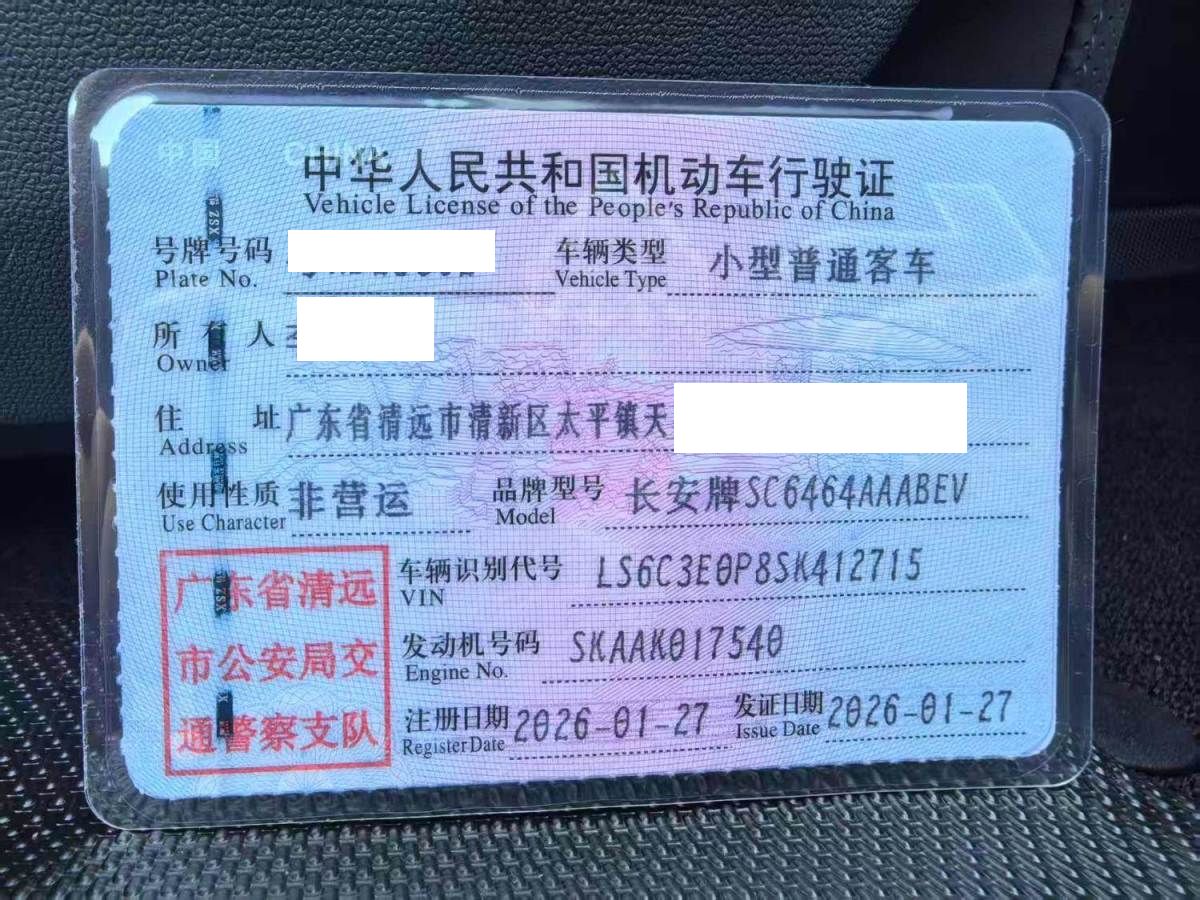 中国 CHINA
中华人民共和国机动车行驶证
Vehicle License of the People's Republic of China
号牌号码 车辆类型 小型普通客车
Plate No. Vehicle Type
所有人
Owner
住址 广东省清远市清新区太平镇天
Address
使用性质 非营运 品牌型号 长安牌SC6464AAABEV
Use Character Model
车辆识别代号 LS6C3E0P8SK412715
VIN
发动机号码 SKAAK017540
Engine No.
注册日期 2026-01-27 发证日期 2026-01-27
Register Date Issue Date
广东省清远
市公安局交
通警察支队